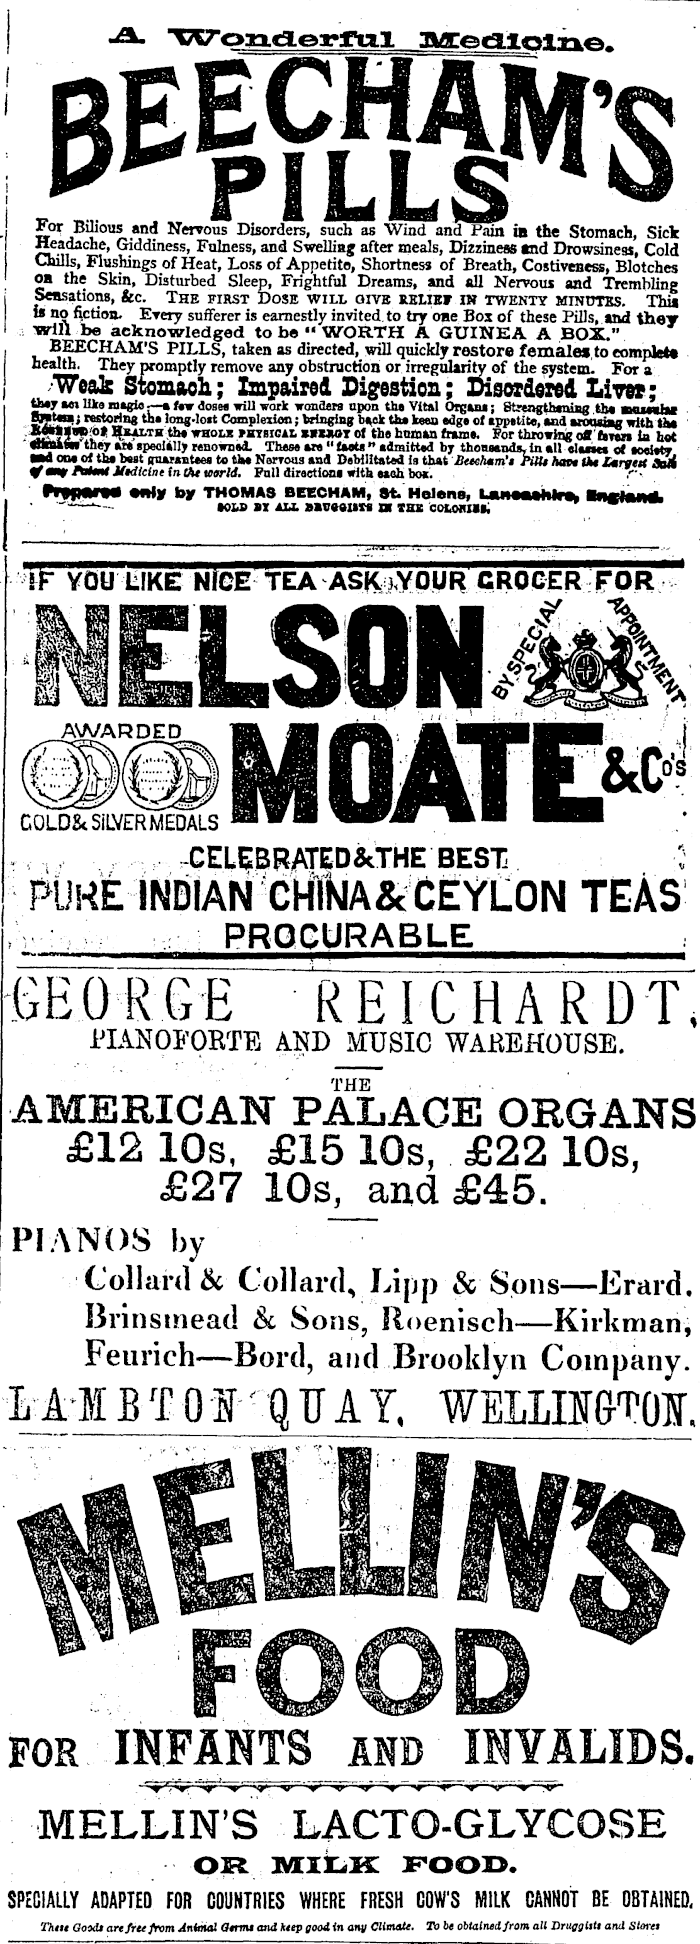 A Wonderful Medicine.
BEECHAM'S
PILLS
For Bilious and Nervous Disorders, such as Wind and Pain in the Stomach, Sick
Headache, Giddiness, Fulness, and Swelling after meals, Dizziness and Drowsiness, Cold
Chills, Flushings of Heat, Loss of Appetite, Shortness of Breath, Costiveness, Blotches
on the Skin, Disturbed Sleep, Frightful Dreams, and all Nervous and Trembling
Sensations, &c. THE FIRST DOSE WILL GIVE RELIEF IN TWENTY MINUTES. This
is no fiction. Every sufferer is earnestly invited to try one Box of these Pills, and they
will be acknowledged to be "WORTH A GUINEA A BOX."
BEECHAM'S PILLS, taken as directed, will quickly restore females to complete
health. They promptly remove any obstruction or irregularity of the system. For a
Weak Stomach; Impaired Digestion; Disordered Liver;
they act like magic:—a few doses will work wonders upon the Vital Organs; Strengthening the muscular
System; restoring the long-lost Complexion; bringing back the keen edge of appetite, and arousing with the
ROSEBUD OF HEALTH the WHOLE PHYSICAL ENERGY of the human frame. For throwing off fevers in hot
climates they are specially renowned. These are "facts" admitted by thousands, in all classes of society
and one of the best guarantees to the Nervous and Debilitated is that Beecham's Pills have the Largest Sale
of any Patent Medicine in the world. Full directions with each box.
Prepared only by THOMAS BEECHAM, St. Helens, Lancashire, England.
SOLD BY ALL DRUGGISTS IN THE COLONIES.
IF YOU LIKE NICE TEA ASK YOUR GROCER FOR
NELSON
BY SPECIAL APPOINTMENT
MOATE & Co's
AWARDED
GOLD & SILVER MEDALS
CELEBRATED & THE BEST
PURE INDIAN CHINA & CEYLON TEAS
PROCURABLE
GEORGE REICHARDT,
PIANOFORTE AND MUSIC WAREHOUSE.
THE
AMERICAN PALACE ORGANS
£12 10s, £15 10s, £22 10s,
£27 10s, and £45.
PIANOS by
Collard & Collard, Lipp & Sons—Erard.
Brinsmead & Sons, Roenisch—Kirkman,
Feurich—Bord, and Brooklyn Company.
LAMBTON QUAY, WELLINGTON.
MELLIN'S
FOOD
FOR INFANTS AND INVALIDS.
MELLIN'S LACTO-GLYCOSE
OR MILK FOOD.
SPECIALLY ADAPTED FOR COUNTRIES WHERE FRESH COW'S MILK CANNOT BE OBTAINED.
These Goods are free from Animal Germs and keep good in any Climate. To be obtained from all Druggists and Stores